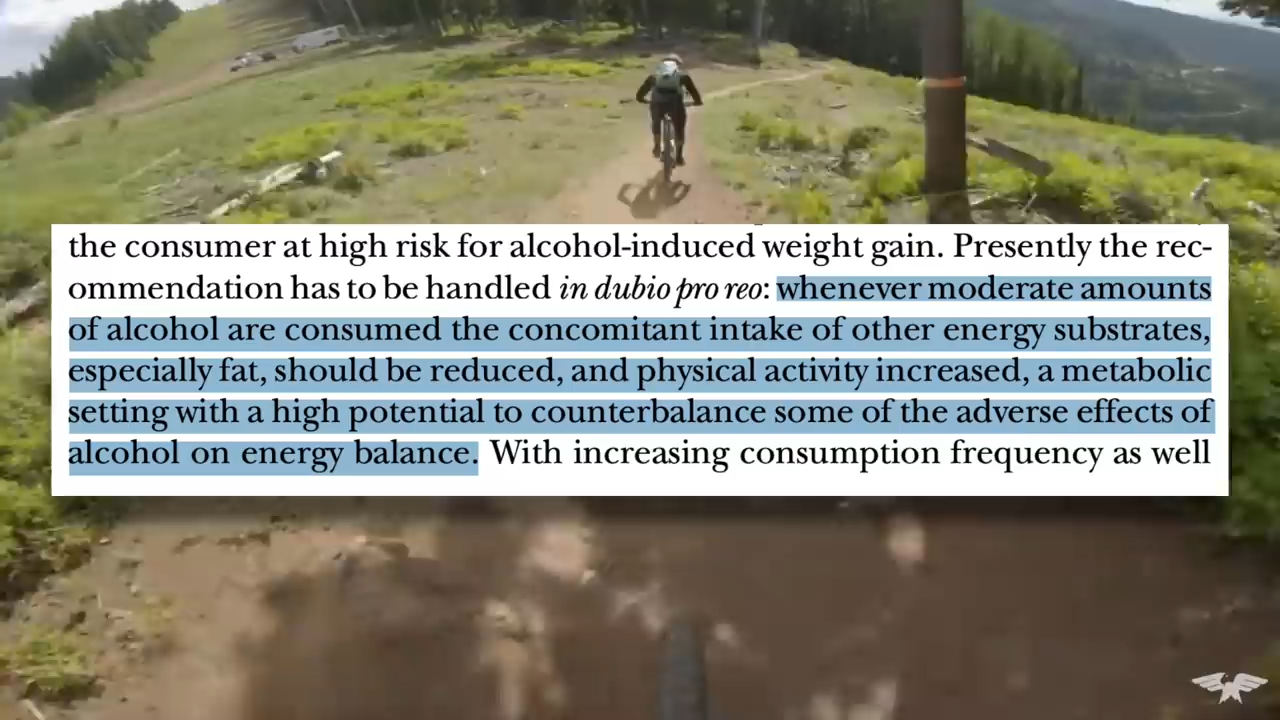 the consumer at high risk for alcohol-induced weight gain. Presently the rec-
ommendation has to be handled in dubio pro reo: whenever moderate amounts
of alcohol are consumed the concomitant intake of other energy substrates,
especially fat, should be reduced, and physical activity increased, a metabolic
setting with a high potential to counterbalance some of the adverse effects of
alcohol on energy balance. With increasing consumption frequency as well